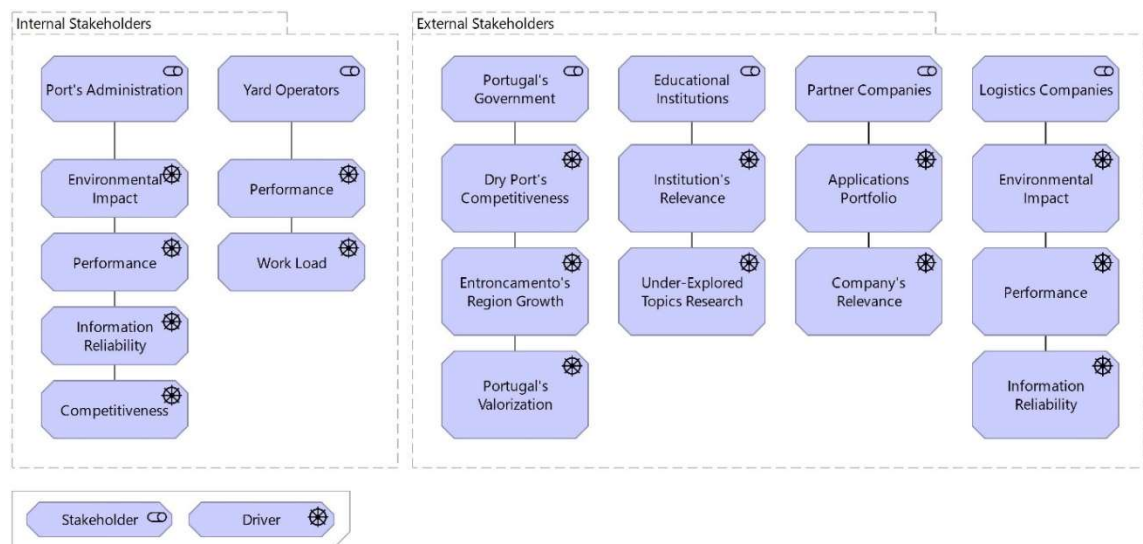 Internal Stakeholders
Port's Administration
Environmental
Impact
Performance
Information
Reliability
Competitiveness
Yard Operators
Performance
Work Load
External Stakeholders
Portugal's
Government
Dry Port's
Competitiveness
Entroncamento's
Region Growth
Portugal's
Valorization
Educational
Institutions
Institution's
Relevance
Under-Explored
Topics Research
Partner Companies
Applications
Portfolio
Company's
Relevance
Logistics Companies
Environmental
Impact
Performance
Information
Reliability
Stakeholder
Driver